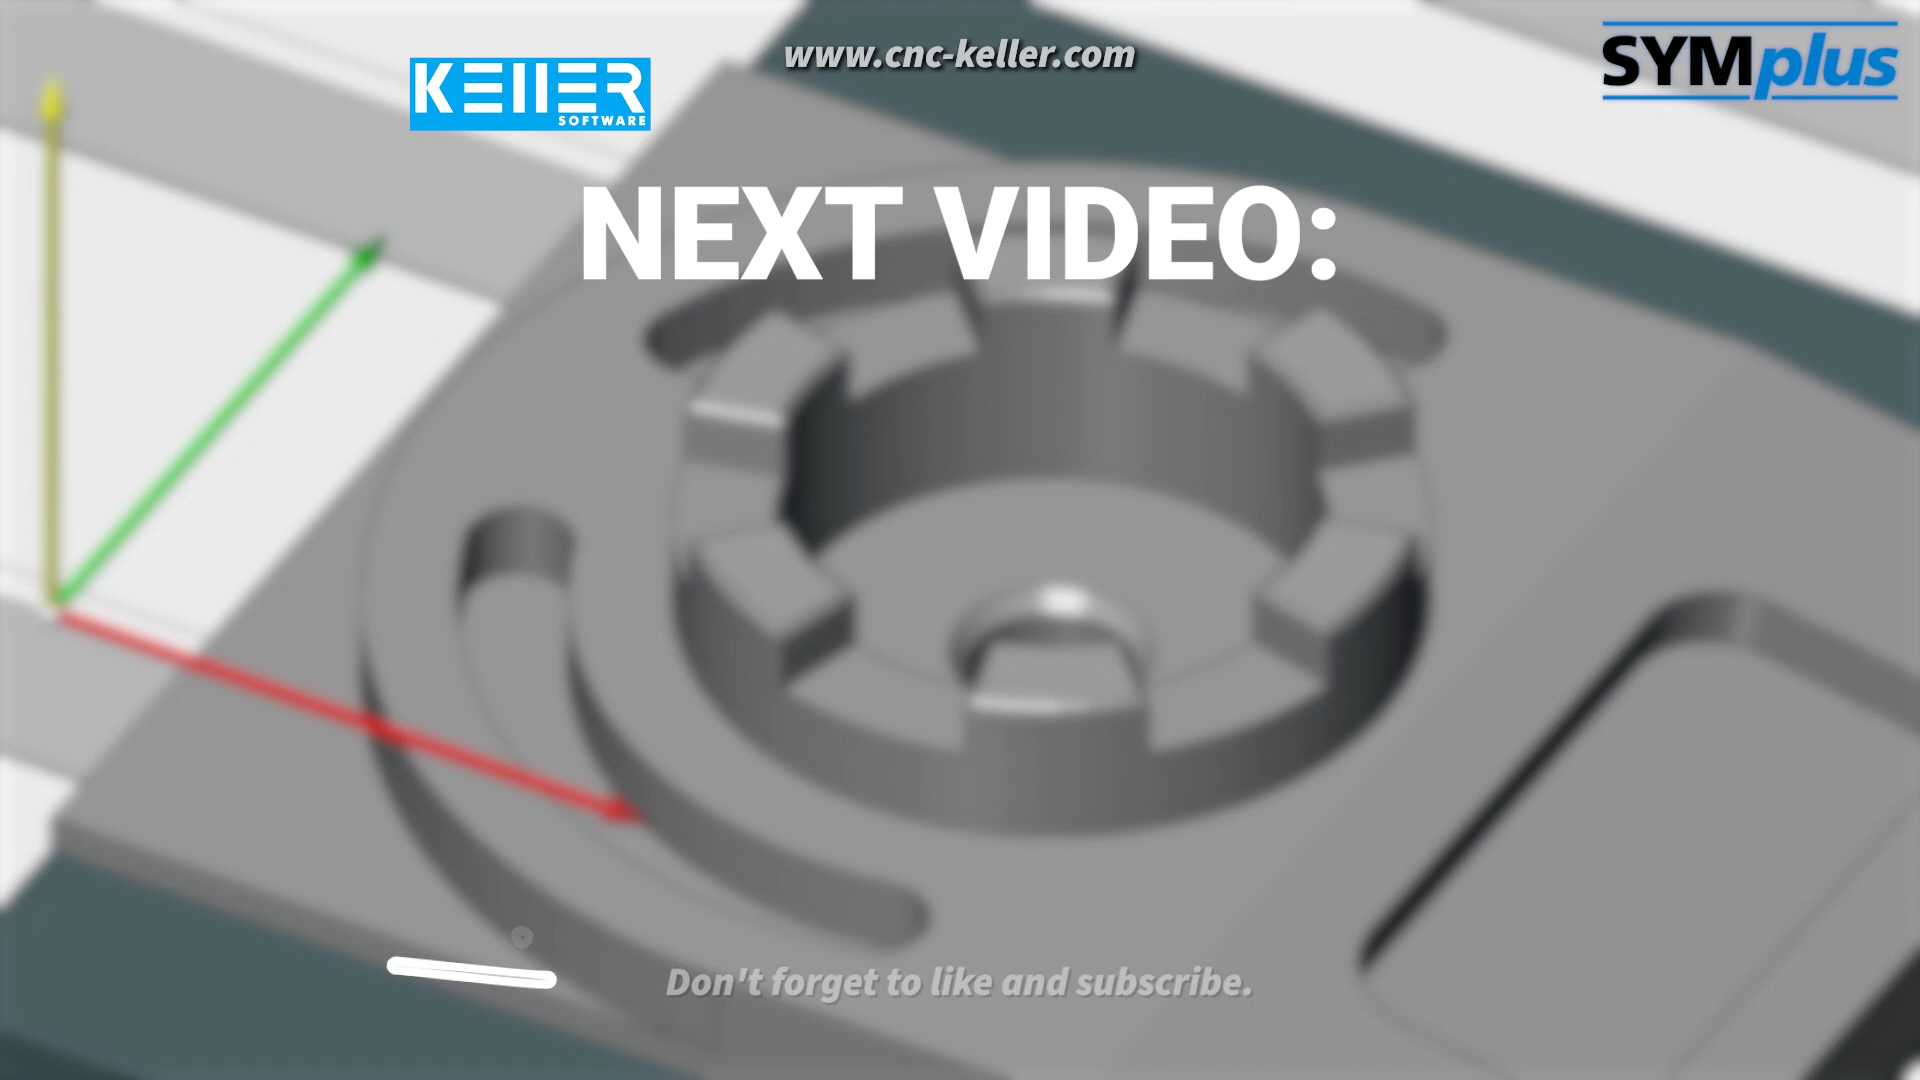 www.cnc-keller.com
KELLER
SOFTWARE
SYMplus
NEXT VIDEO:
Don't forget to like and subscribe.